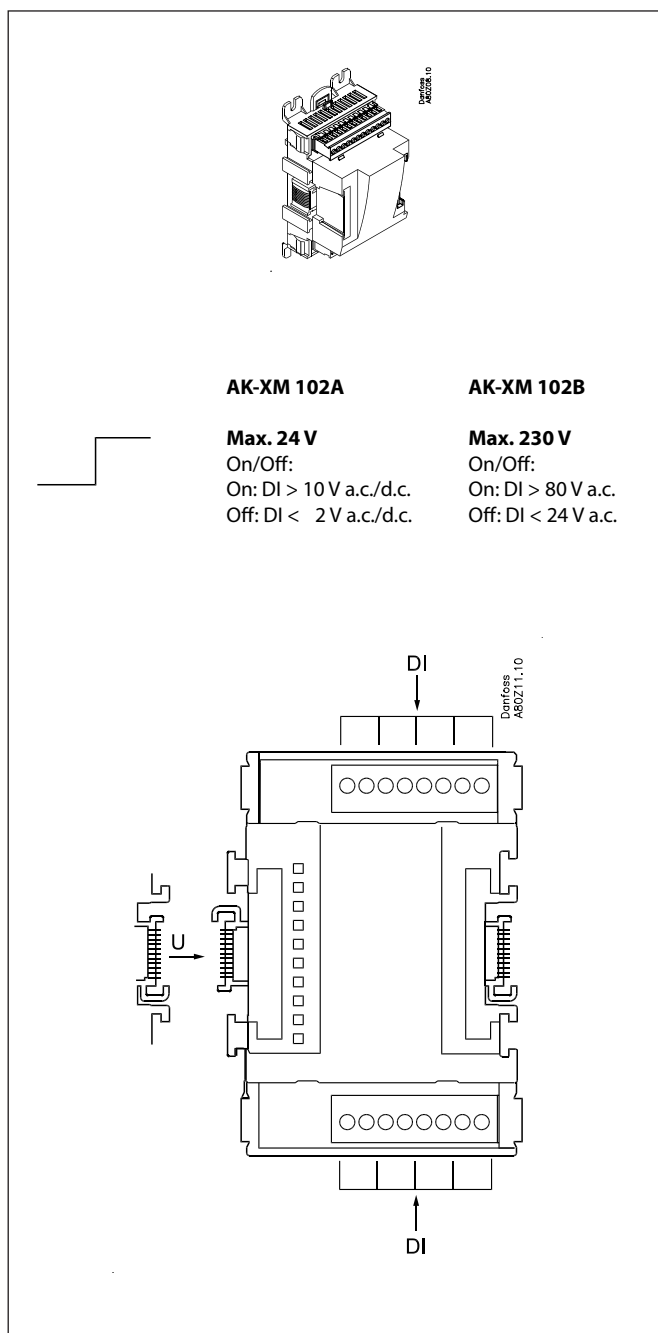 Danfoss
A80Z08.10
AK-XM 102A
Max. 24 V
On/Off:
On: DI > 10 V a.c./d.c.
Off: DI < 2 V a.c./d.c.
AK-XM 102B
Max. 230 V
On/Off:
On: DI > 80 V a.c.
Off: DI < 24 V a.c.
DI
Danfoss
A80Z11.10
U
DI